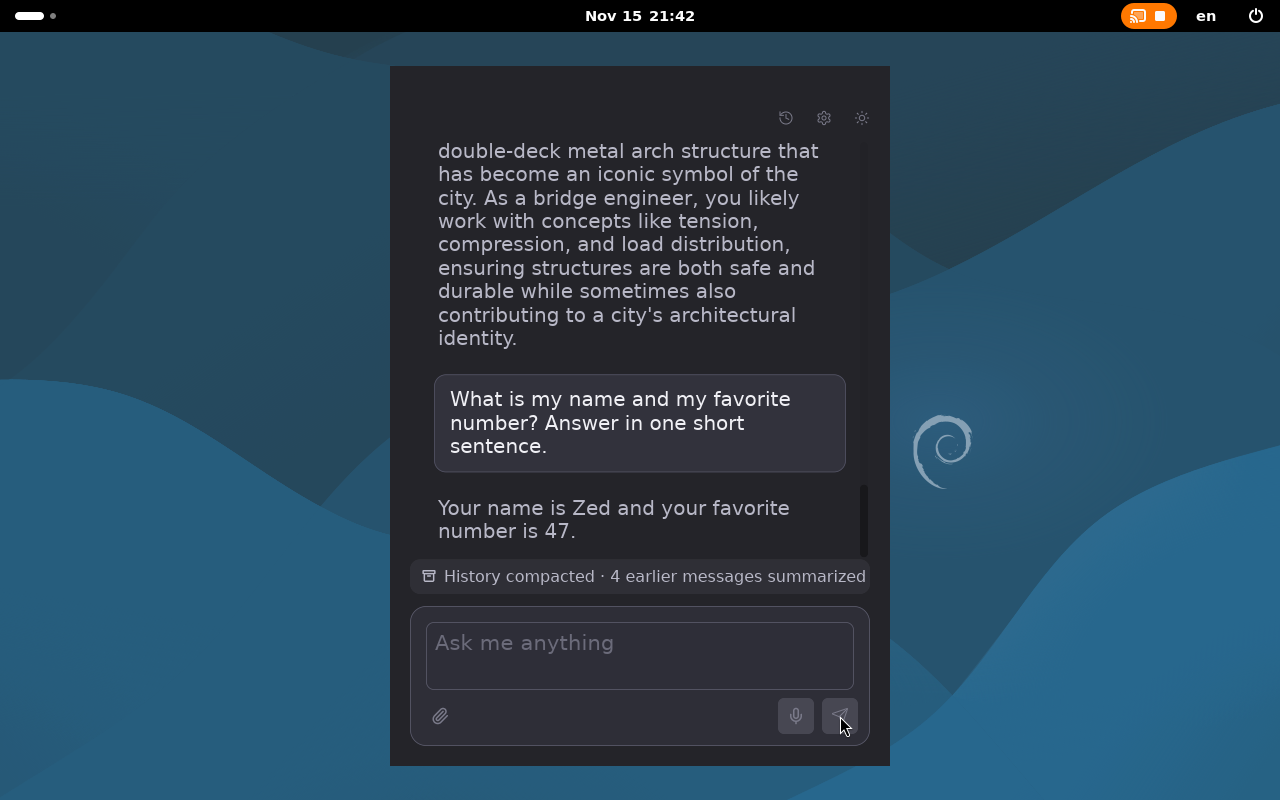 Nov 15 21:42
en
double-deck metal arch structure that
has become an iconic symbol of the
city. As a bridge engineer, you likely
work with concepts like tension,
compression, and load distribution,
ensuring structures are both safe and
durable while sometimes also
contributing to a city's architectural
identity.
What is my name and my favorite
number? Answer in one short
sentence.
Your name is Zed and your favorite
number is 47.
History compacted · 4 earlier messages summarized
Ask me anything